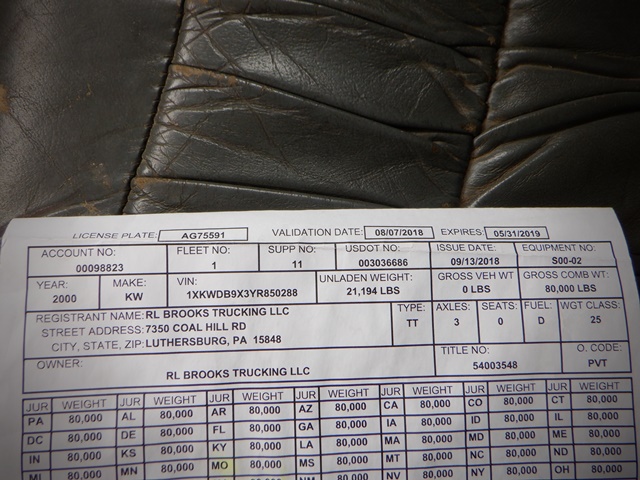 LICENSE PLATE: AG75591 VALIDATION DATE: 08/07/2018 EXPIRES: 05/31/2019
ACCOUNT NO: FLEET NO: SUPP NO: USDOT NO: ISSUE DATE: EQUIPMENT NO:
00098823 1 11 003036686 09/13/2018 S00-02
YEAR: MAKE: VIN: UNLADEN WEIGHT: GROSS VEH WT GROSS COMB WT:
2000 KW 1XKWDB9X3YR850288 21,194 LBS 0 LBS 80,000 LBS
REGISTRANT NAME: RL BROOKS TRUCKING LLC TYPE: AXLES: SEATS: FUEL: WGT CLASS:
STREET ADDRESS: 7350 COAL HILL RD TT 3 0 D 25
CITY, STATE, ZIP: LUTHERSBURG, PA 15848
OWNER: TITLE NO: O. CODE:
RL BROOKS TRUCKING LLC 54003548 PVT
JUR WEIGHT JUR WEIGHT JUR WEIGHT JUR WEIGHT JUR WEIGHT JUR WEIGHT JUR WEIGHT
PA 80,000 AL 80,000 AR 80,000 AZ 80,000 CA 80,000 CO 80,000 CT 80,000
DC 80,000 DE 80,000 FL 80,000 GA 80,000 IA 80,000 ID 80,000 IL 80,000
IN 80,000 KS 80,000 KY 80,000 LA 80,000 MA 80,000 MD 80,000 ME 80,000
MI 80,000 MN 80,000 MO 80,000 MS 80,000 MT 80,000 NC 80,000 ND 80,000
NV 80,000 NY 80,000 OH 80,000